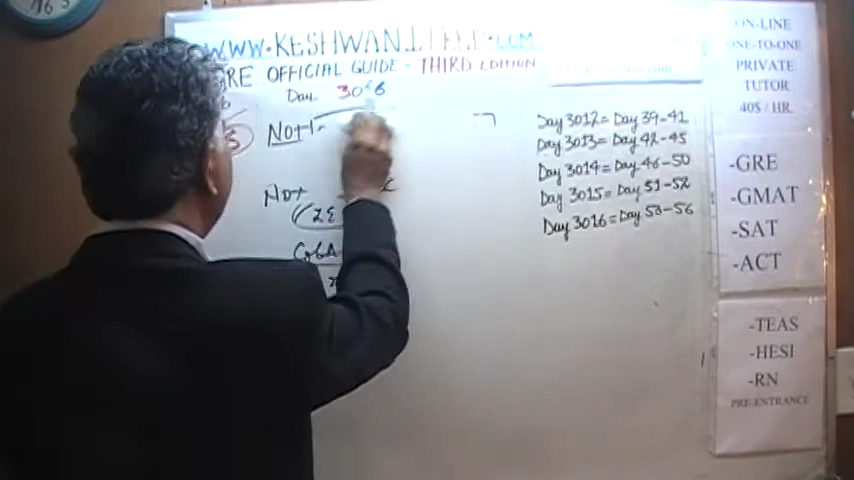 WWW.KESHWANITEEP.COM
GRE OFFICIAL GUIDE - THIRD EDITION
Day 3016
Not
Not
Day 3012 = Day 39-41
Day 3013 = Day 42-45
Day 3014 = Day 46-50
Day 3015 = Day 51-52
Day 3016 = Day 53-56
ON-LINE
ONE-TO-ONE
PRIVATE
TUTOR
40$ / HR.
-GRE
-GMAT
-SAT
-ACT
-TEAS
-HESI
-RN
PRE-ENTRANCE